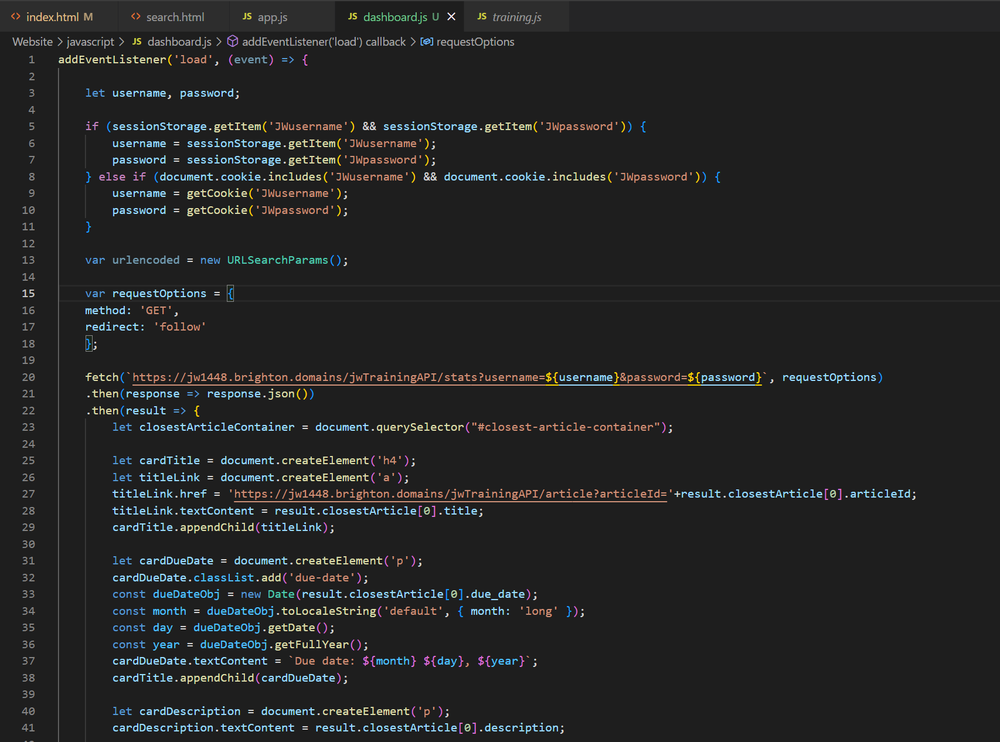 <> index.html M <> search.html JS app.js JS dashboard.js U × JS training.js
Website > javascript > JS dashboard.js > addEventListener('load') callback > requestOptions
1 addEventListener('load', (event) => {
2
3 let username, password;
4
5 if (sessionStorage.getItem('JWusername') && sessionStorage.getItem('JWpassword')) {
6 username = sessionStorage.getItem('JWusername');
7 password = sessionStorage.getItem('JWpassword');
8 } else if (document.cookie.includes('JWusername') && document.cookie.includes('JWpassword')) {
9 username = getCookie('JWusername');
10 password = getCookie('JWpassword');
11 }
12
13 var urlencoded = new URLSearchParams();
14
15 var requestOptions = {
16 method: 'GET',
17 redirect: 'follow'
18 };
19
20 fetch(`https://jw1448.brighton.domains/jwTrainingAPI/stats?username=${username}&password=${password}`, requestOptions)
21 .then(response => response.json())
22 .then(result => {
23 let closestArticleContainer = document.querySelector("#closest-article-container");
24
25 let cardTitle = document.createElement('h4');
26 let titleLink = document.createElement('a');
27 titleLink.href = 'https://jw1448.brighton.domains/jwTrainingAPI/article?articleId='+result.closestArticle[0].articleId;
28 titleLink.textContent = result.closestArticle[0].title;
29 cardTitle.appendChild(titleLink);
30
31 let cardDueDate = document.createElement('p');
32 cardDueDate.classList.add('due-date');
33 const dueDateObj = new Date(result.closestArticle[0].due_date);
34 const month = dueDateObj.toLocaleString('default', { month: 'long' });
35 const day = dueDateObj.getDate();
36 const year = dueDateObj.getFullYear();
37 cardDueDate.textContent = `Due date: ${month} ${day}, ${year}`;
38 cardTitle.appendChild(cardDueDate);
39
40 let cardDescription = document.createElement('p');
41 cardDescription.textContent = result.closestArticle[0].description;